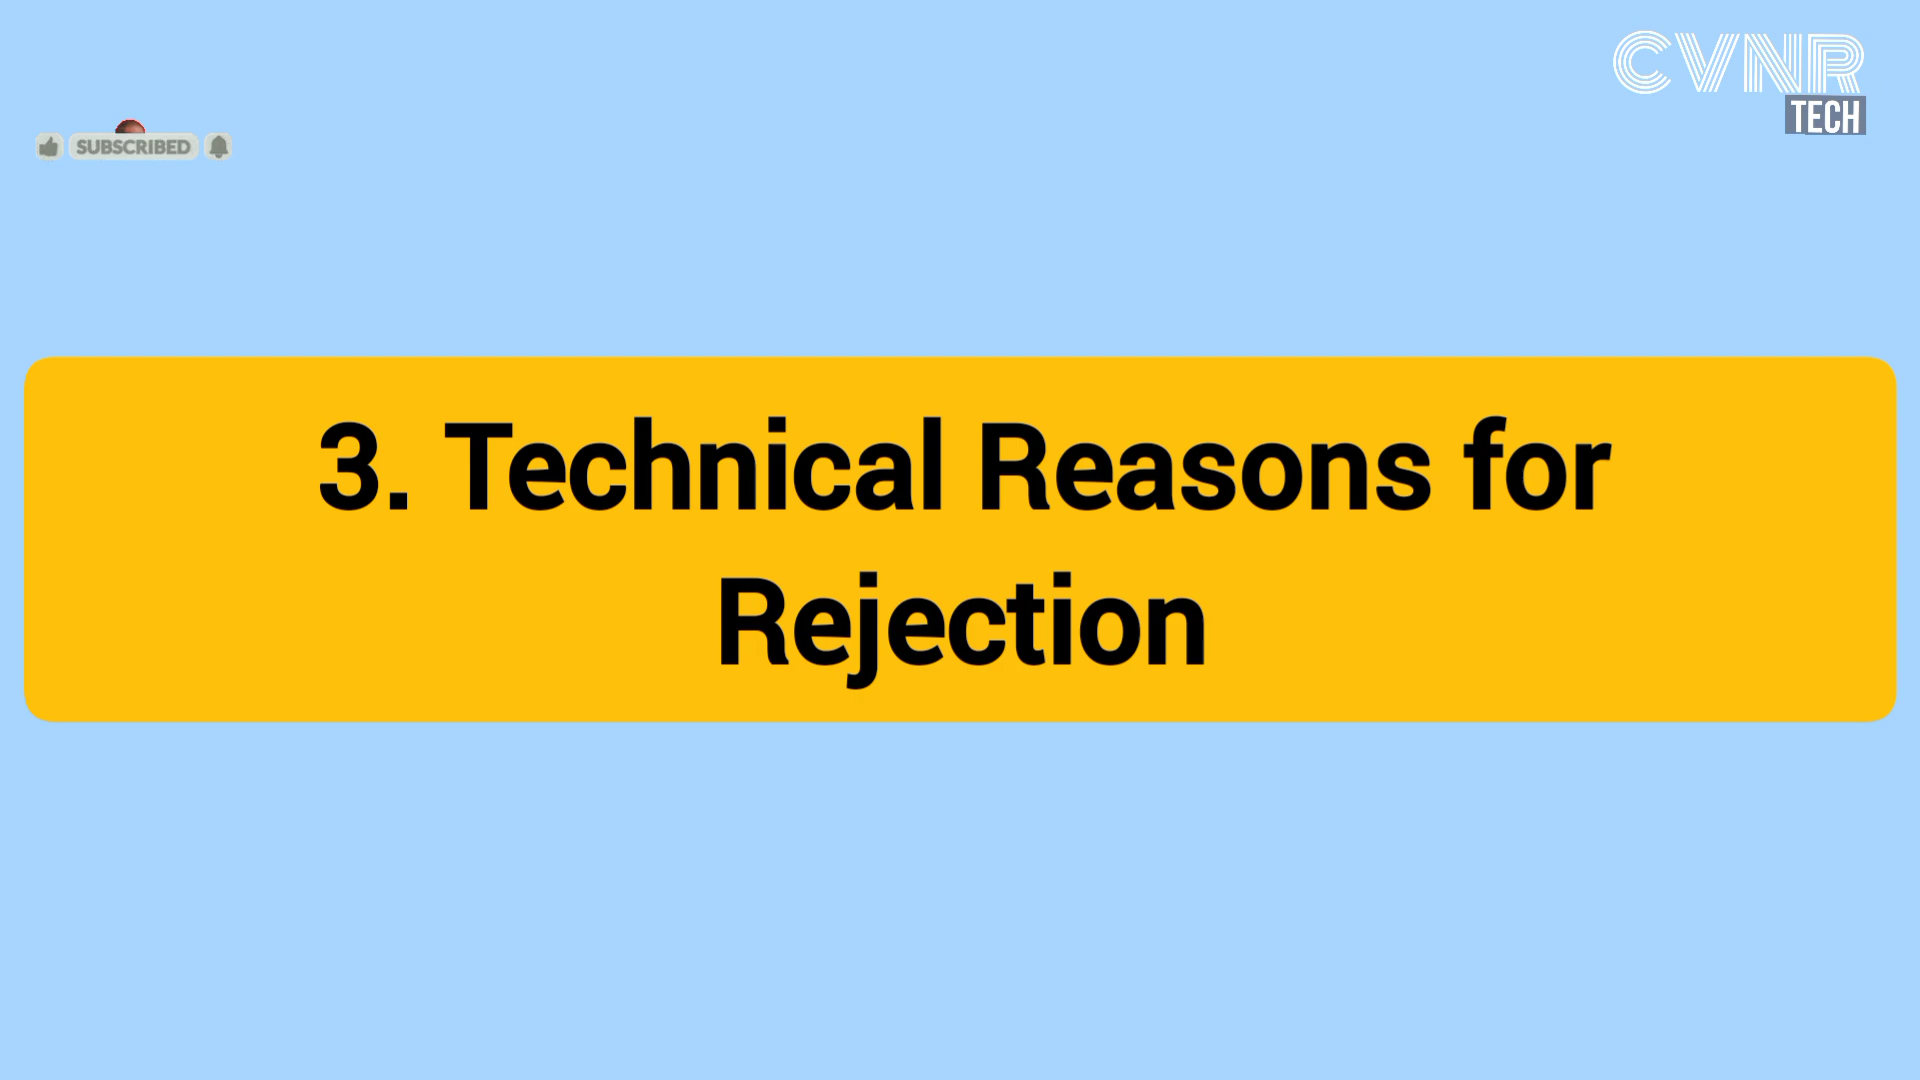 CVNR
TECH
SUBSCRIBED
3. Technical Reasons for
Rejection